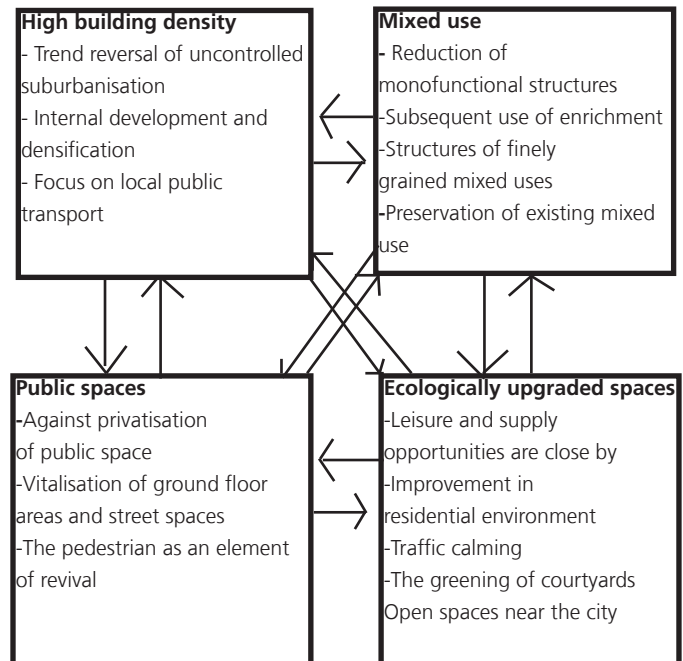 High building density
- Trend reversal of uncontrolled
suburbanisation
- Internal development and
densification
- Focus on local public
transport
Mixed use
- Reduction of
monofunctional structures
-Subsequent use of enrichment
-Structures of finely
grained mixed uses
-Preservation of existing mixed
use
Public spaces
-Against privatisation
of public space
-Vitalisation of ground floor
areas and street spaces
-The pedestrian as an element
of revival
Ecologically upgraded spaces
-Leisure and supply
opportunities are close by
-Improvement in
residential environment
-Traffic calming
-The greening of courtyards
Open spaces near the city